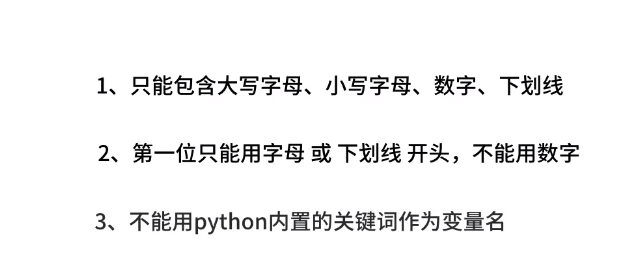 1、只能包含大写字母、小写字母、数字、下划线
2、第一位只能用字母 或 下划线 开头，不能用数字
3、不能用python内置的关键词作为变量名